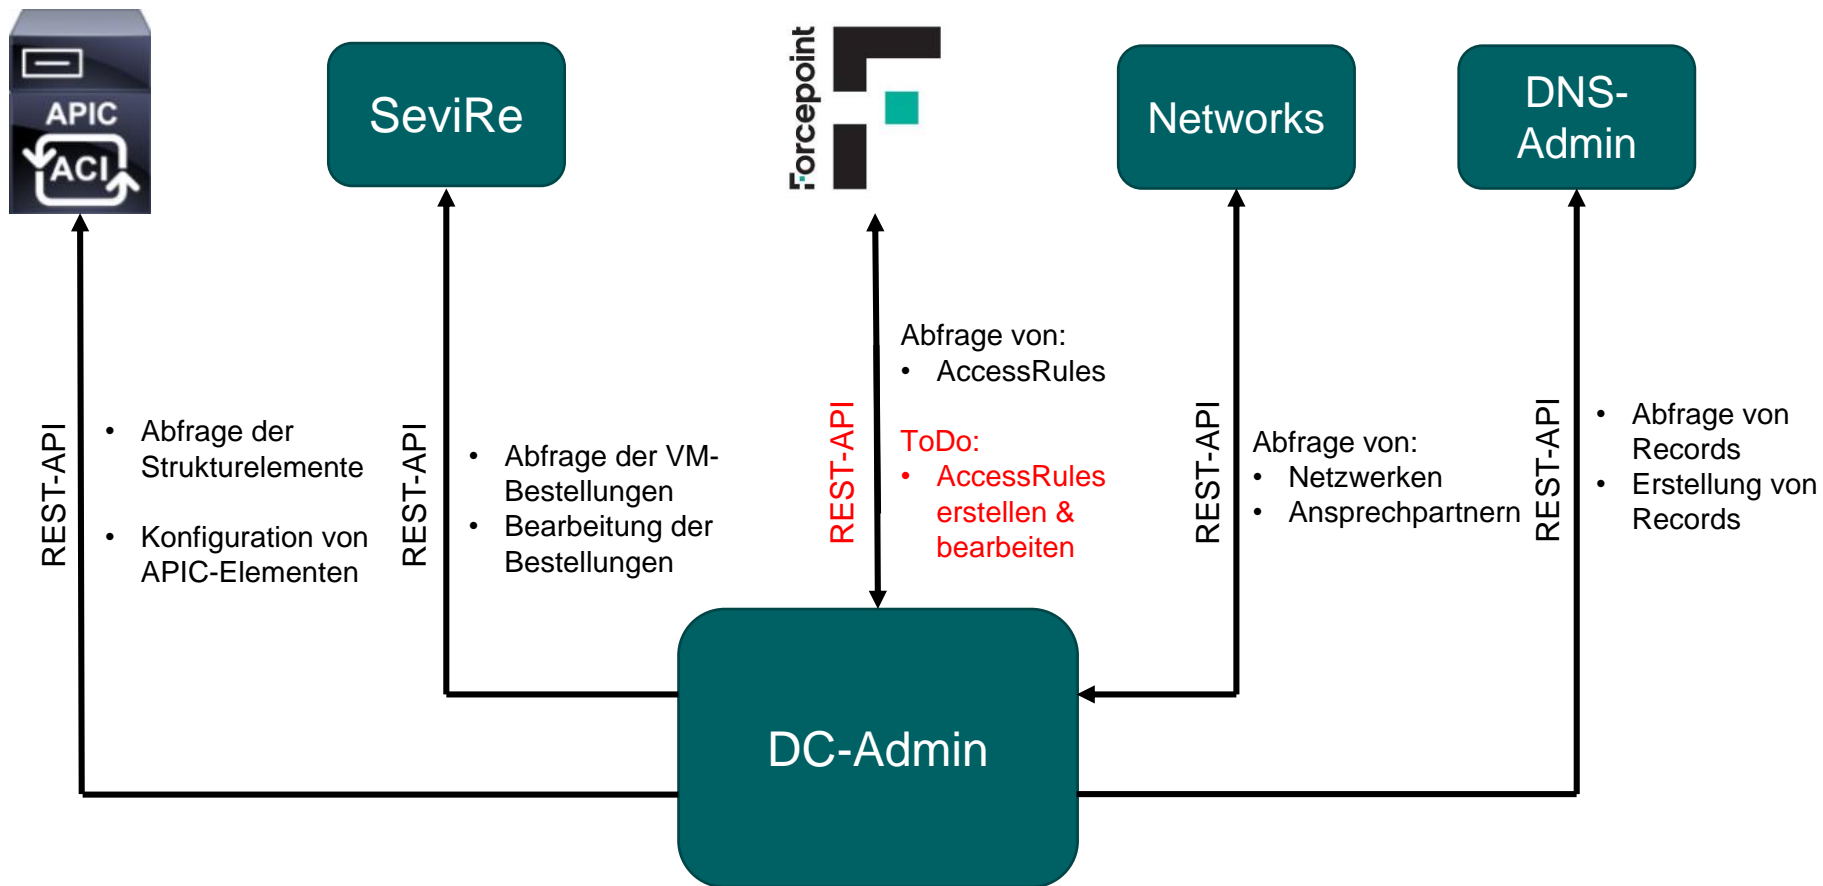 APIC
ACI
SeviRe
Forcepoint
Networks
DNS-
Admin
REST-API
• Abfrage der
Strukturelemente
• Konfiguration von
APIC-Elementen
REST-API
• Abfrage der VM-
Bestellungen
• Bearbeitung der
Bestellungen
REST-API
Abfrage von:
• AccessRules
ToDo:
• AccessRules
erstellen &
bearbeiten
REST-API
Abfrage von:
• Netzwerken
• Ansprechpartnern
REST-API
• Abfrage von
Records
• Erstellung von
Records
DC-Admin